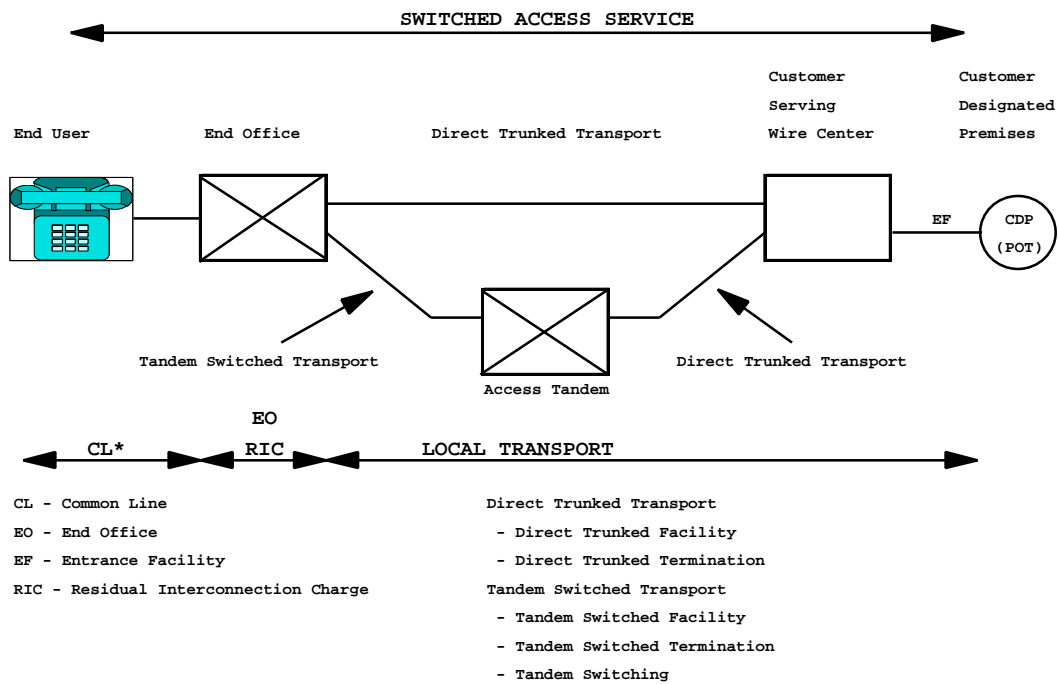 SWITCHED ACCESS SERVICE
Customer Customer
Serving Designated
End User End Office Direct Trunked Transport Wire Center Premises
EF CDP
(POT)
Tandem Switched Transport Direct Trunked Transport
Access Tandem
EO
CL* RIC LOCAL TRANSPORT
CL - Common Line Direct Trunked Transport
EO - End Office - Direct Trunked Facility
EF - Entrance Facility - Direct Trunked Termination
RIC - Residual Interconnection Charge Tandem Switched Transport
- Tandem Switched Facility
- Tandem Switched Termination
- Tandem Switching